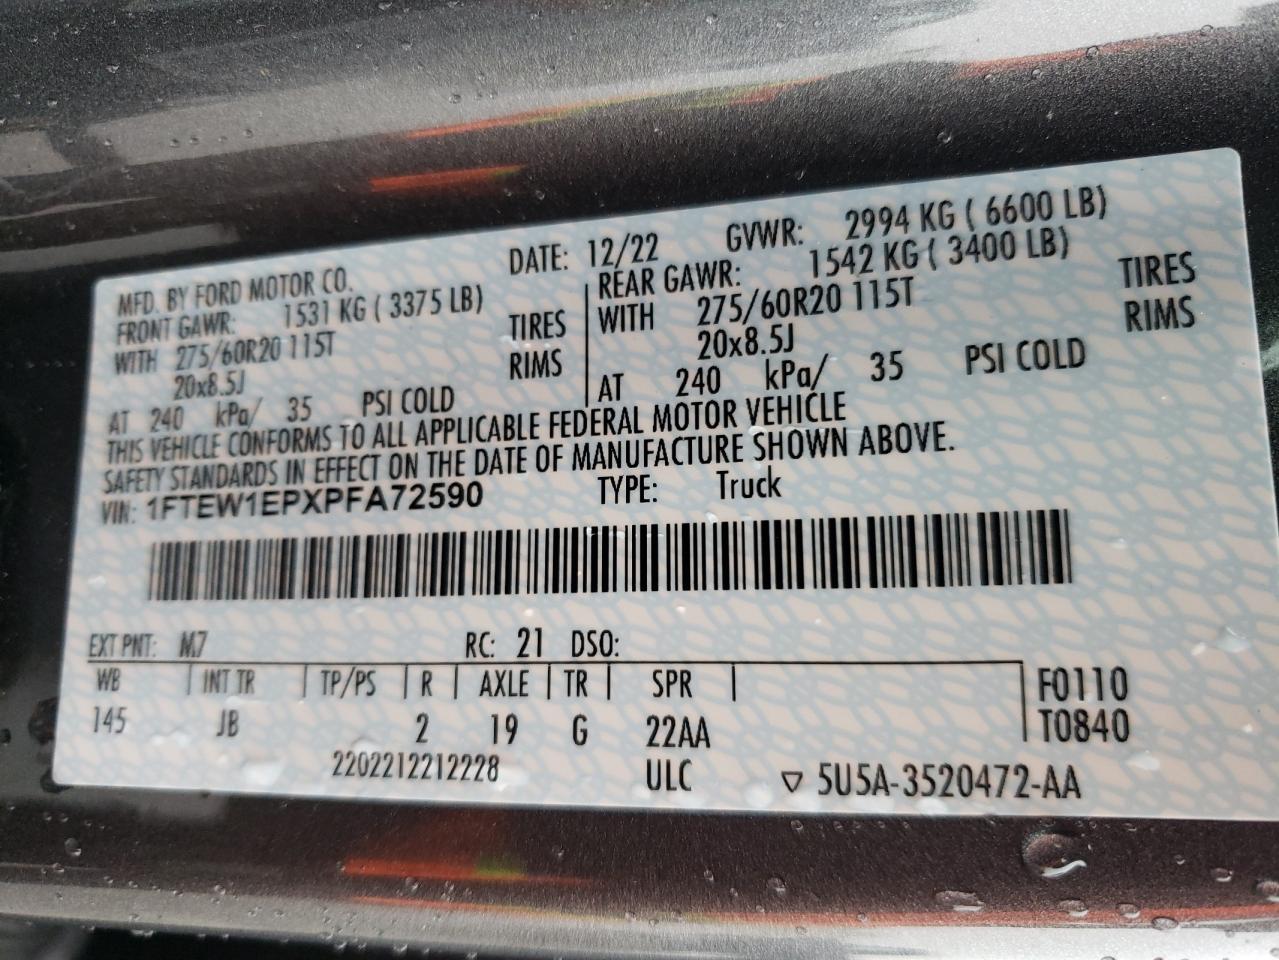 MFD. BY FORD MOTOR CO. DATE: 12/22 GVWR: 2994 KG ( 6600 LB)
FRONT GAWR: 1531 KG ( 3375 LB) REAR GAWR: 1542 KG ( 3400 LB)
WITH 275/60R20 115T TIRES WITH 275/60R20 115T TIRES
20x8.5J RIMS 20x8.5J RIMS
AT 240 kPa/ 35 PSI COLD AT 240 kPa/ 35 PSI COLD
THIS VEHICLE CONFORMS TO ALL APPLICABLE FEDERAL MOTOR VEHICLE
SAFETY STANDARDS IN EFFECT ON THE DATE OF MANUFACTURE SHOWN ABOVE.
VIN: 1FTEW1EPXPFA72590 TYPE: Truck
EXT PNT: M7 RC: 21 DSO:
WB INT TR TP/PS R AXLE TR SPR F0110
145 JB 2 19 G 22AA T0840
2202212212228 ULC ▽ 5U5A-3520472-AA